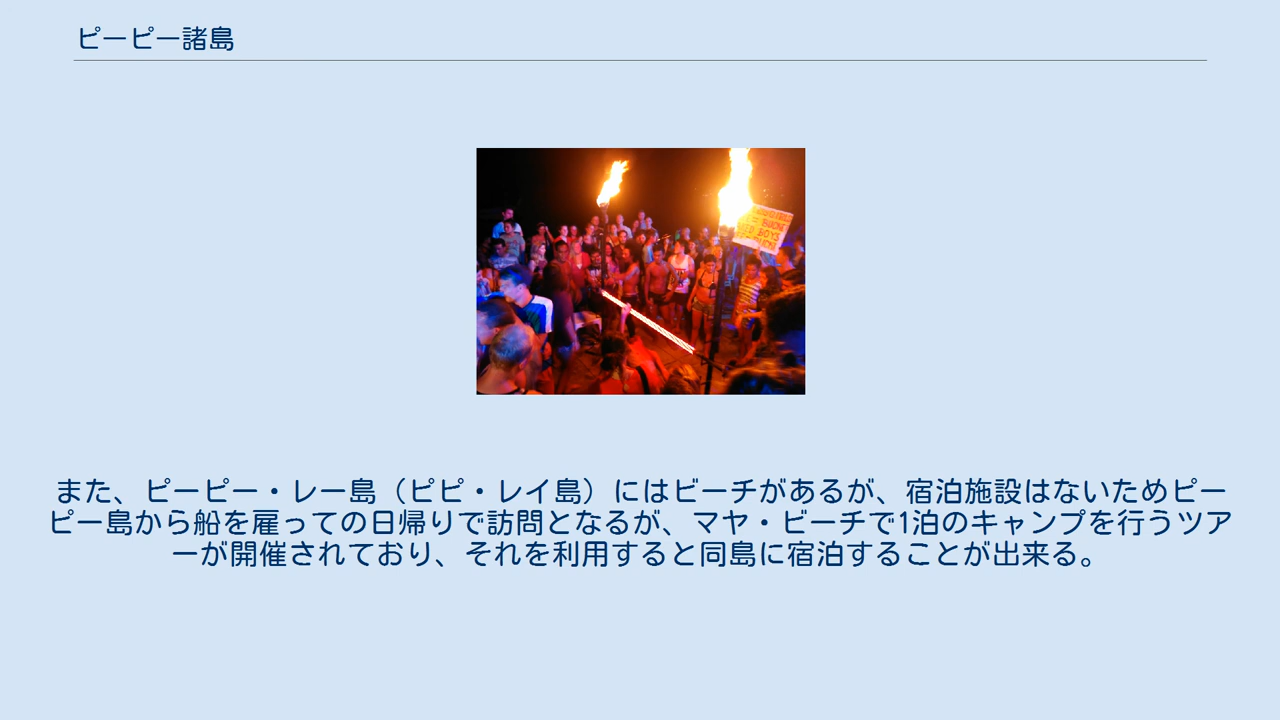 ピーピー諸島
BOYS
また、ピーピー・レー島（ピピ・レイ島）にはビーチがあるが、宿泊施設はないためピー
ピー島から船を雇っての日帰りで訪問となるが、マヤ・ビーチで1泊のキャンプを行うツア
ーが開催されており、それを利用すると同島に宿泊することが出来る。